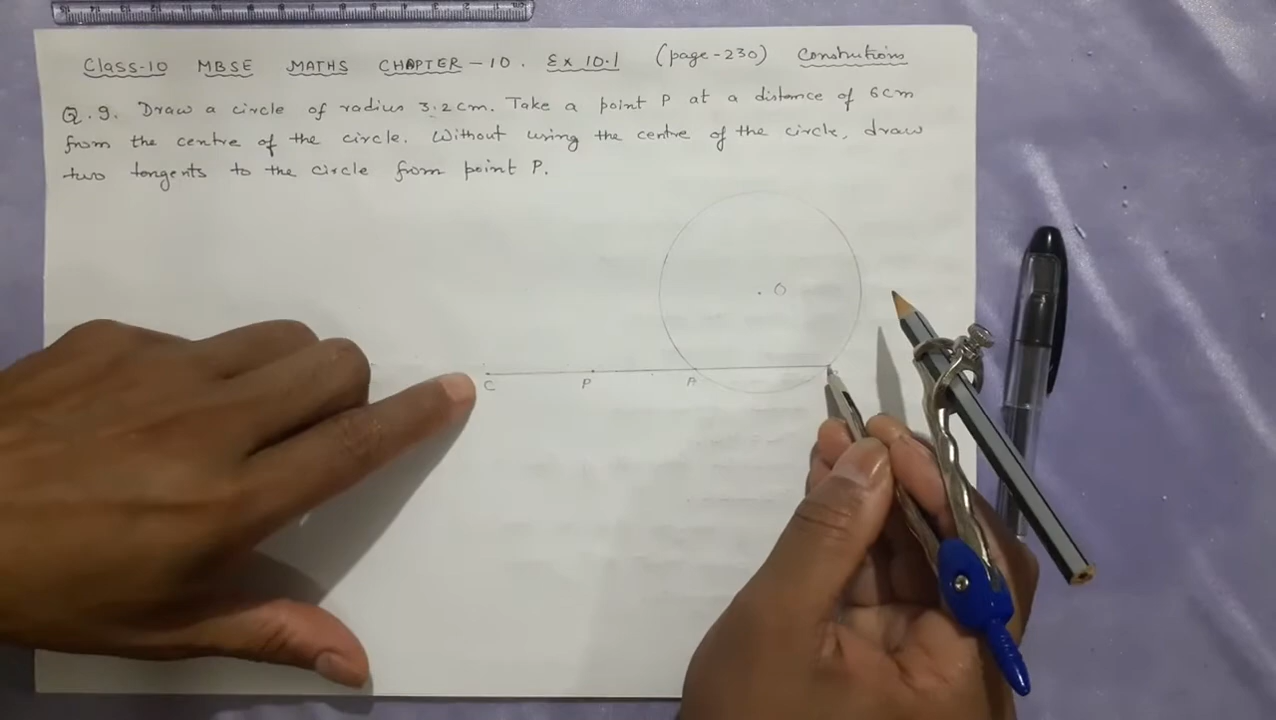 Class-10 MBSE MATHS CHAPTER-10. Ex 10.1 (page-230) Construtions
Q.9. Draw a circle of radius 3.2cm. Take a point P at a distance of 6cm
from the centre of the circle. Without using the centre of the circle, draw
two tangents to the circle from point P.
O
C P A